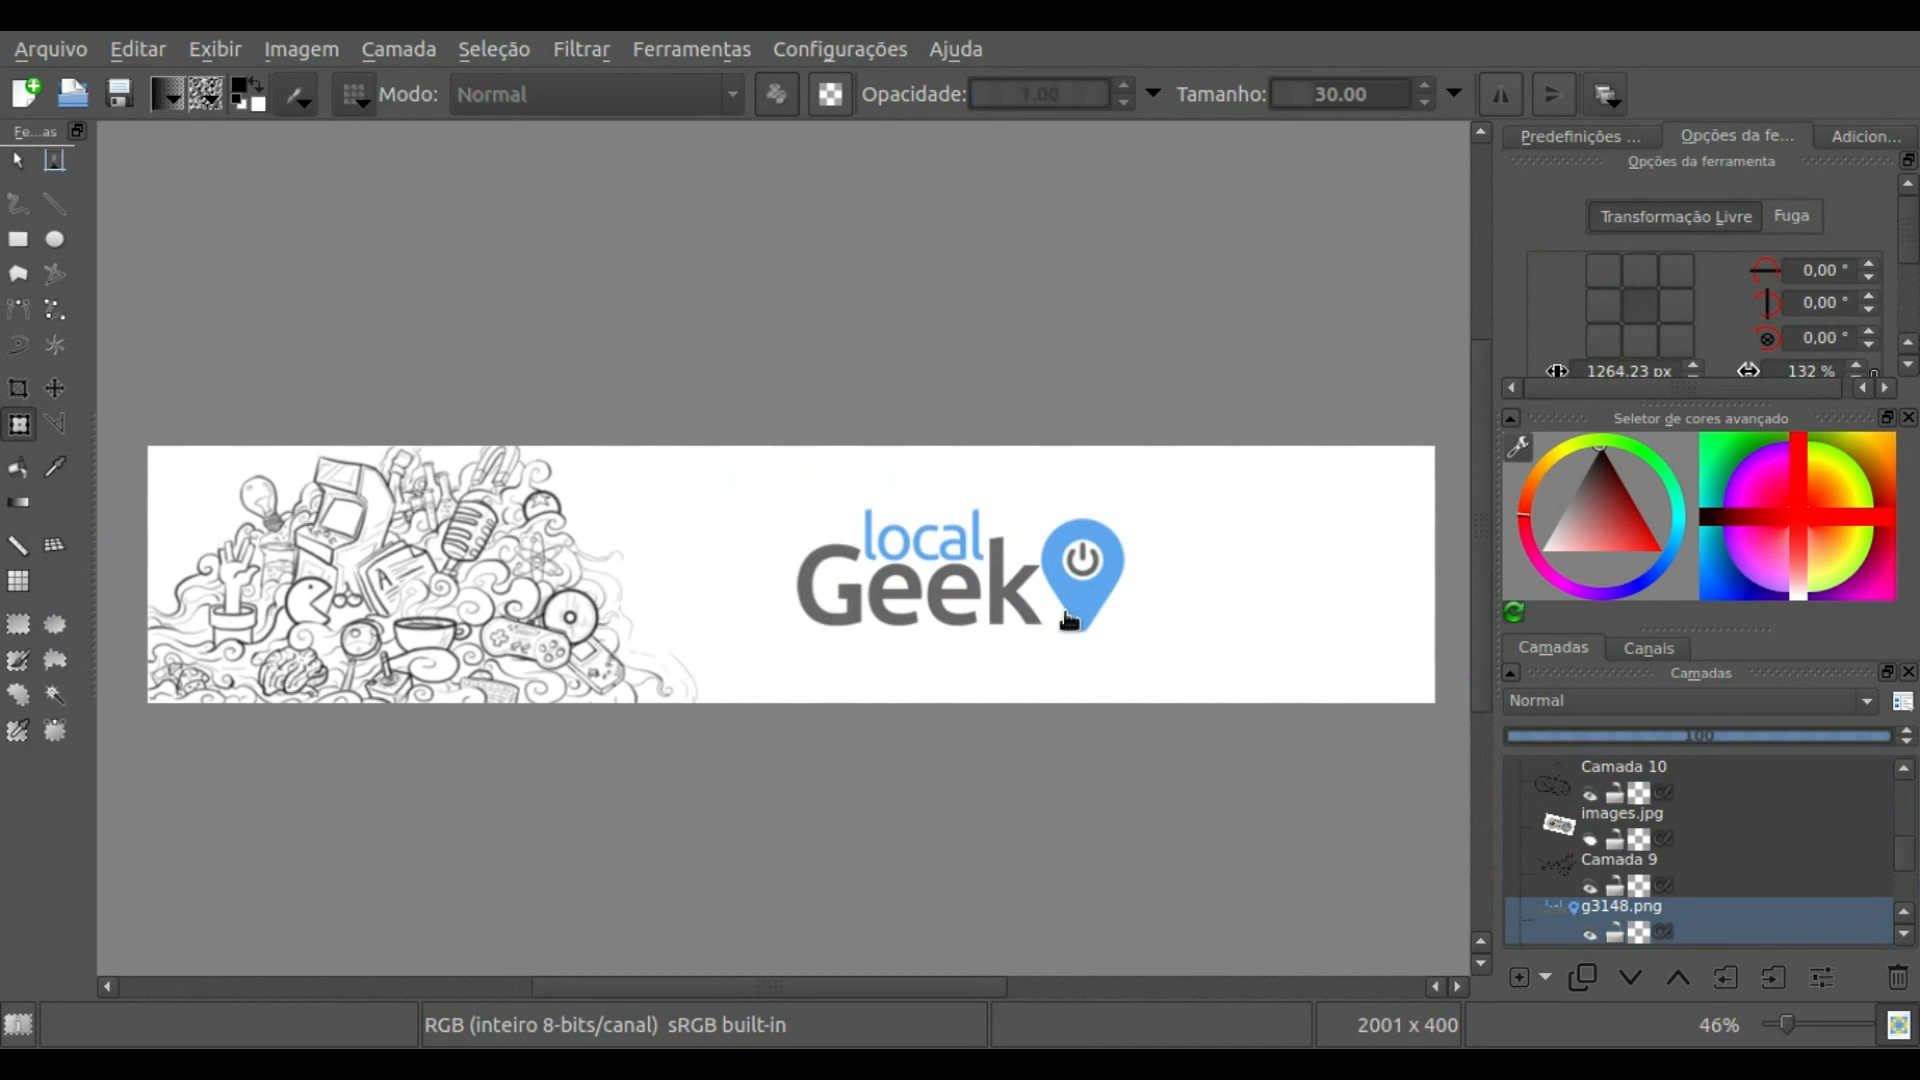 Arquivo Editar Exibir Imagem Camada Seleção Filtrar Ferramentas Configurações Ajuda
Modo: Normal Opacidade: 1.00 Tamanho: 30.00
Fe...as
Predefinições ... Opções da fe... Adicion...
Opções da ferramenta
Transformação Livre Fuga
0,00 °
0,00 °
0,00 °
1264.23 px 132 %
Seletor de cores avançado
local
Geek
A
Camadas Canais
Camadas
Normal
100
Camada 10
images.jpg
Camada 9
g3148.png
RGB (inteiro 8-bits/canal) sRGB built-in 2001 x 400 46%